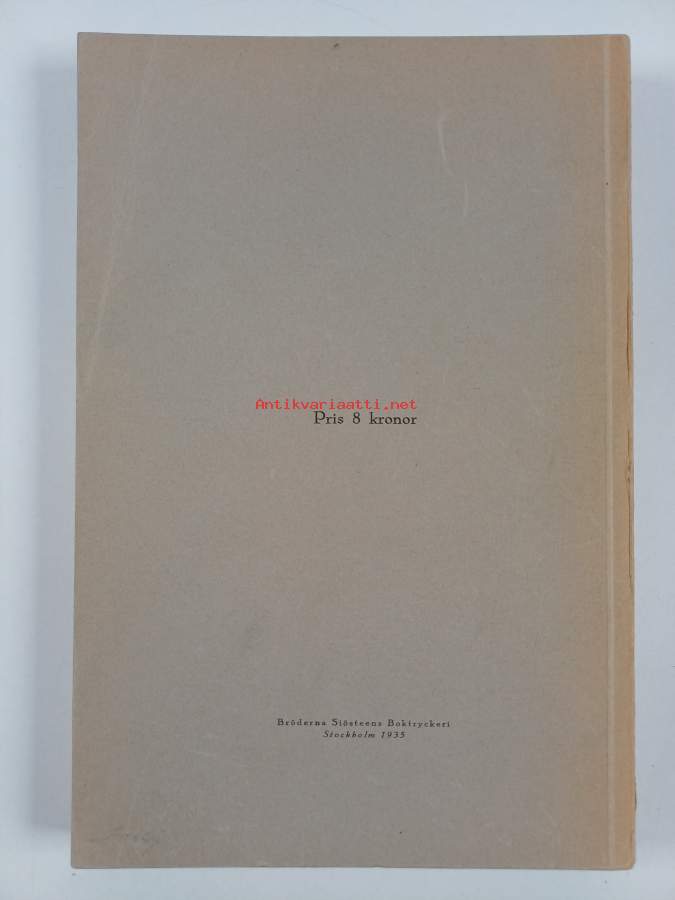 Antikvariaatti.net
Pris 8 kronor
Bröderna Siösteens Boktryckeri
Stockholm 1935